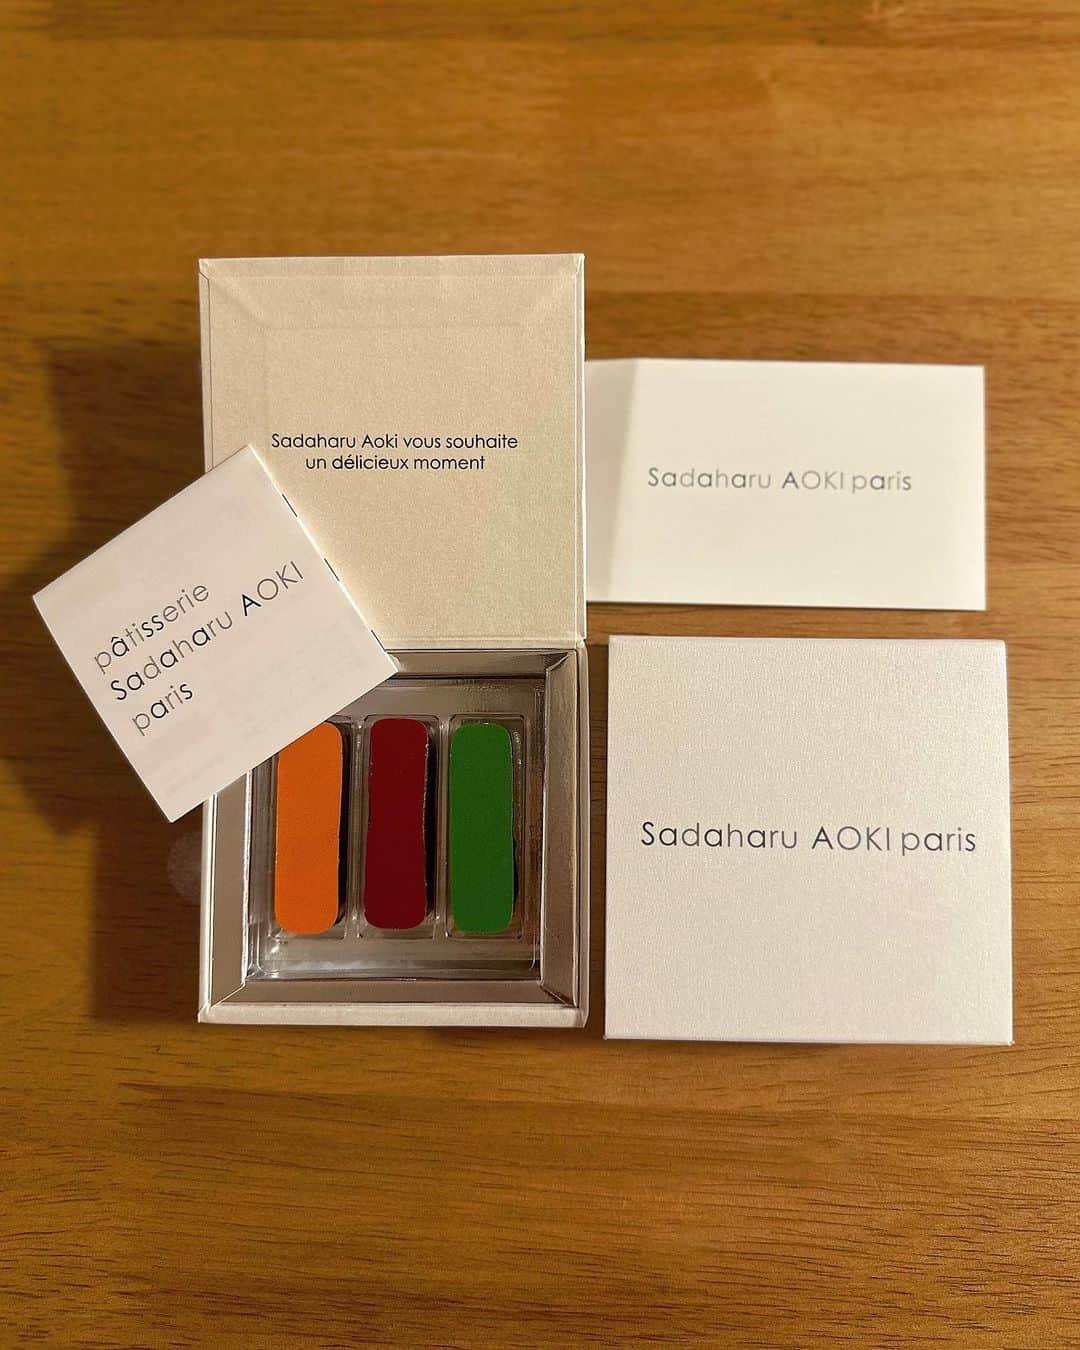 Sadaharu Aoki vous souhaite
un délicieux moment
Sadaharu AOKI paris
pâtisserie
Sadaharu AOKI
paris
Sadaharu AOKI paris